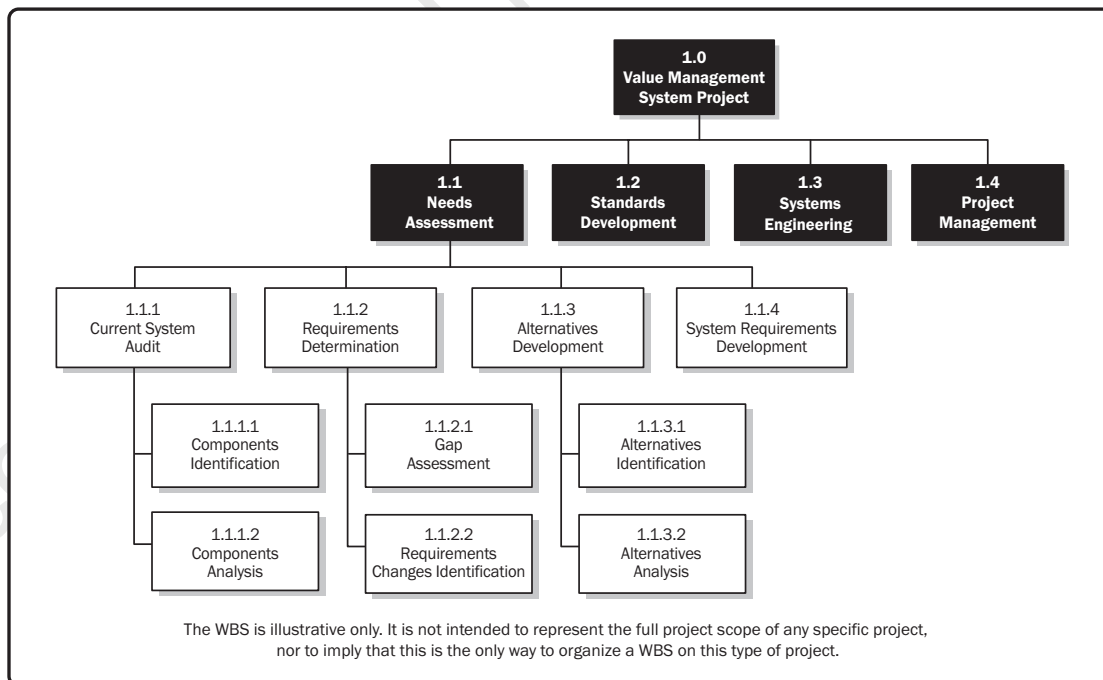 1.0
Value Management
System Project
1.1
Needs
Assessment
1.2
Standards
Development
1.3
Systems
Engineering
1.4
Project
Management
1.1.1
Current System
Audit
1.1.2
Requirements
Determination
1.1.3
Alternatives
Development
1.1.4
System Requirements
Development
1.1.1.1
Components
Identification
1.1.2.1
Gap
Assessment
1.1.3.1
Alternatives
Identification
1.1.1.2
Components
Analysis
1.1.2.2
Requirements
Changes Identification
1.1.3.2
Alternatives
Analysis
The WBS is illustrative only. It is not intended to represent the full project scope of any specific project,
nor to imply that this is the only way to organize a WBS on this type of project.